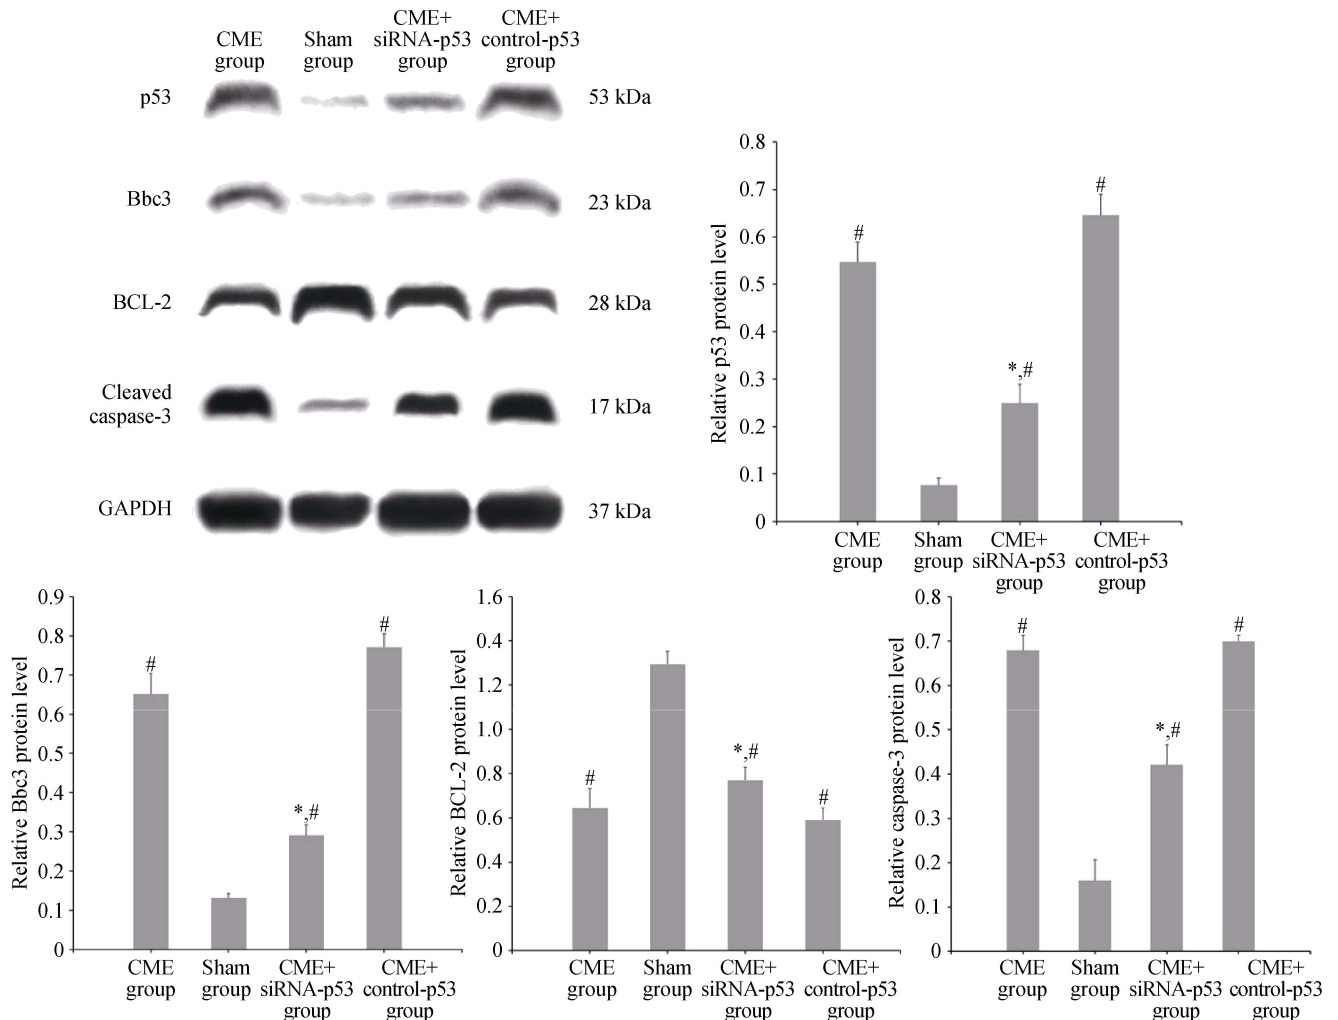 CME group
Sham group
CME+ siRNA-p53 group
CME+ control-p53 group
p53
53 kDa
Bbc3
23 kDa
BCL-2
28 kDa
Cleaved
caspase-3
17 kDa
GAPDH
37 kDa
Relative p53 protein level
0.8
0.7
0.6
0.5
0.4
0.3
0.2
0.1
0
#
*,#
#
CME group
Sham group
CME+ siRNA-p53 group
CME+ control-p53 group
Relative Bbc3 protein level
0.9
0.8
0.7
0.6
0.5
0.4
0.3
0.2
0.1
0
#
*,#
#
CME group
Sham group
CME+ siRNA-p53 group
CME+ control-p53 group
Relative BCL-2 protein level
1.6
0.4
1.2
1.0
0.8
0.6
0.4
0.2
0
#
*,#
#
CME group
Sham group
CME+ siRNA-p53 group
CME+ control-p53 group
Relative caspase-3 protein level
0.8
0.7
0.6
0.5
0.4
0.3
0.2
0.1
0
#
*,#
#
CME group
Sham group
CME+ siRNA-p53 group
CME+ control-p53 group